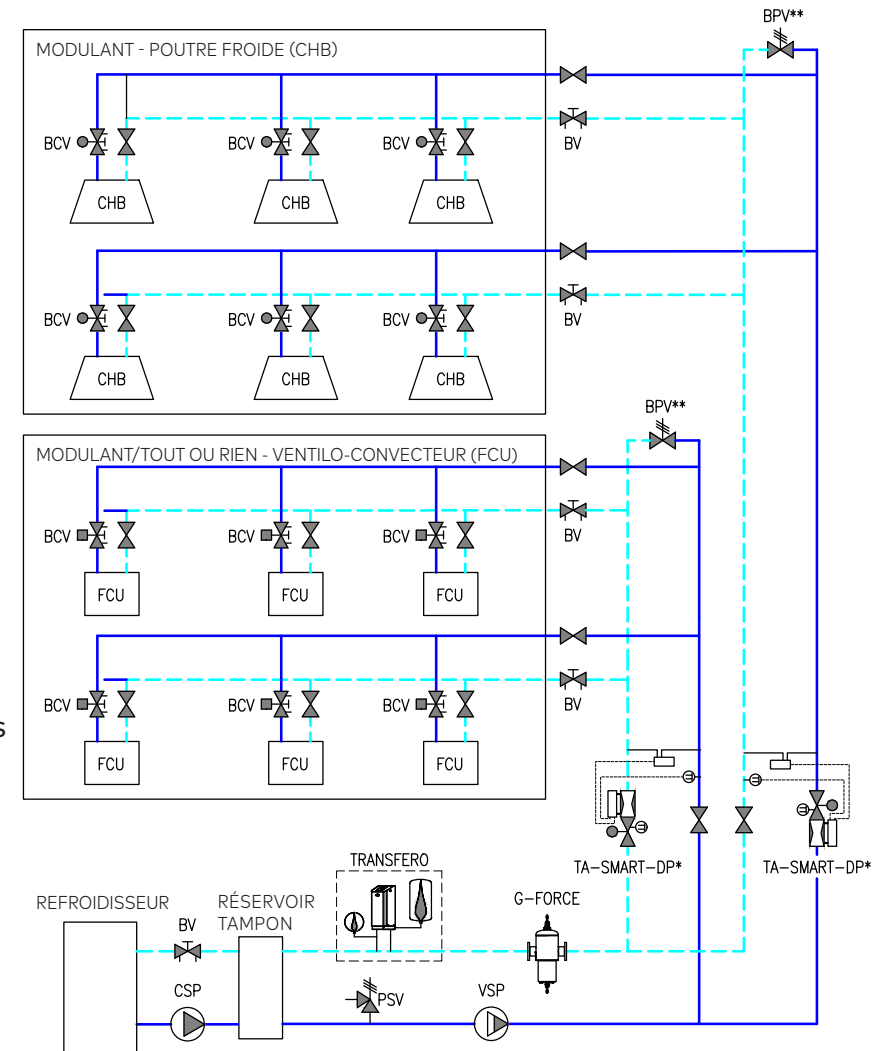 BPV**
MODULANT - POUTRE FROIDE (CHB)
BV
BCV BCV BCV
CHB CHB CHB
BV
BCV BCV BCV
CHB CHB CHB
BPV**
MODULANT/TOUT OU RIEN - VENTILO-CONVECTEUR (FCU)
BV
BCV BCV BCV
FCU FCU FCU
BV
BCV BCV BCV
s
FCU FCU FCU
TA-SMART-DP* TA-SMART-DP*
TRANSFERO
G-FORCE
REFROIDISSEUR
RÉSERVOIR
TAMPON
BV
CSP
PSV
VSP